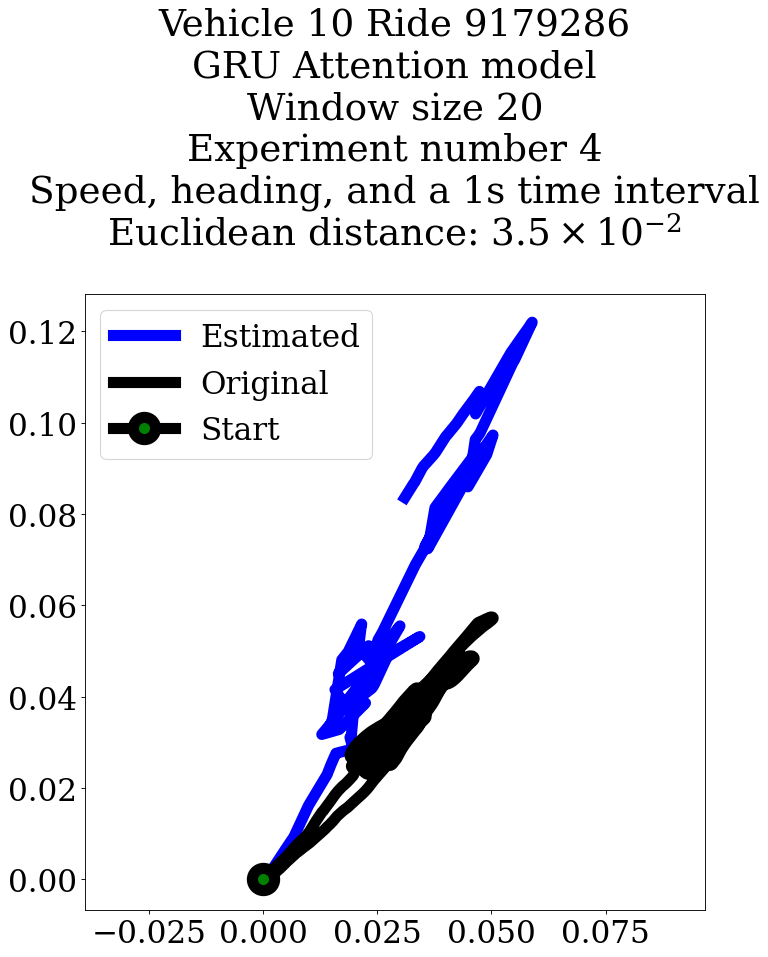 Vehicle 10 Ride 9179286
GRU Attention model
Window size 20
Experiment number 4
Speed, heading, and a 1s time interval
Euclidean distance: 3.5 × 10⁻²
Estimated
Original
Start
0.12
0.10
0.08
0.06
0.04
0.02
0.00
−0.025 0.000 0.025 0.050 0.075